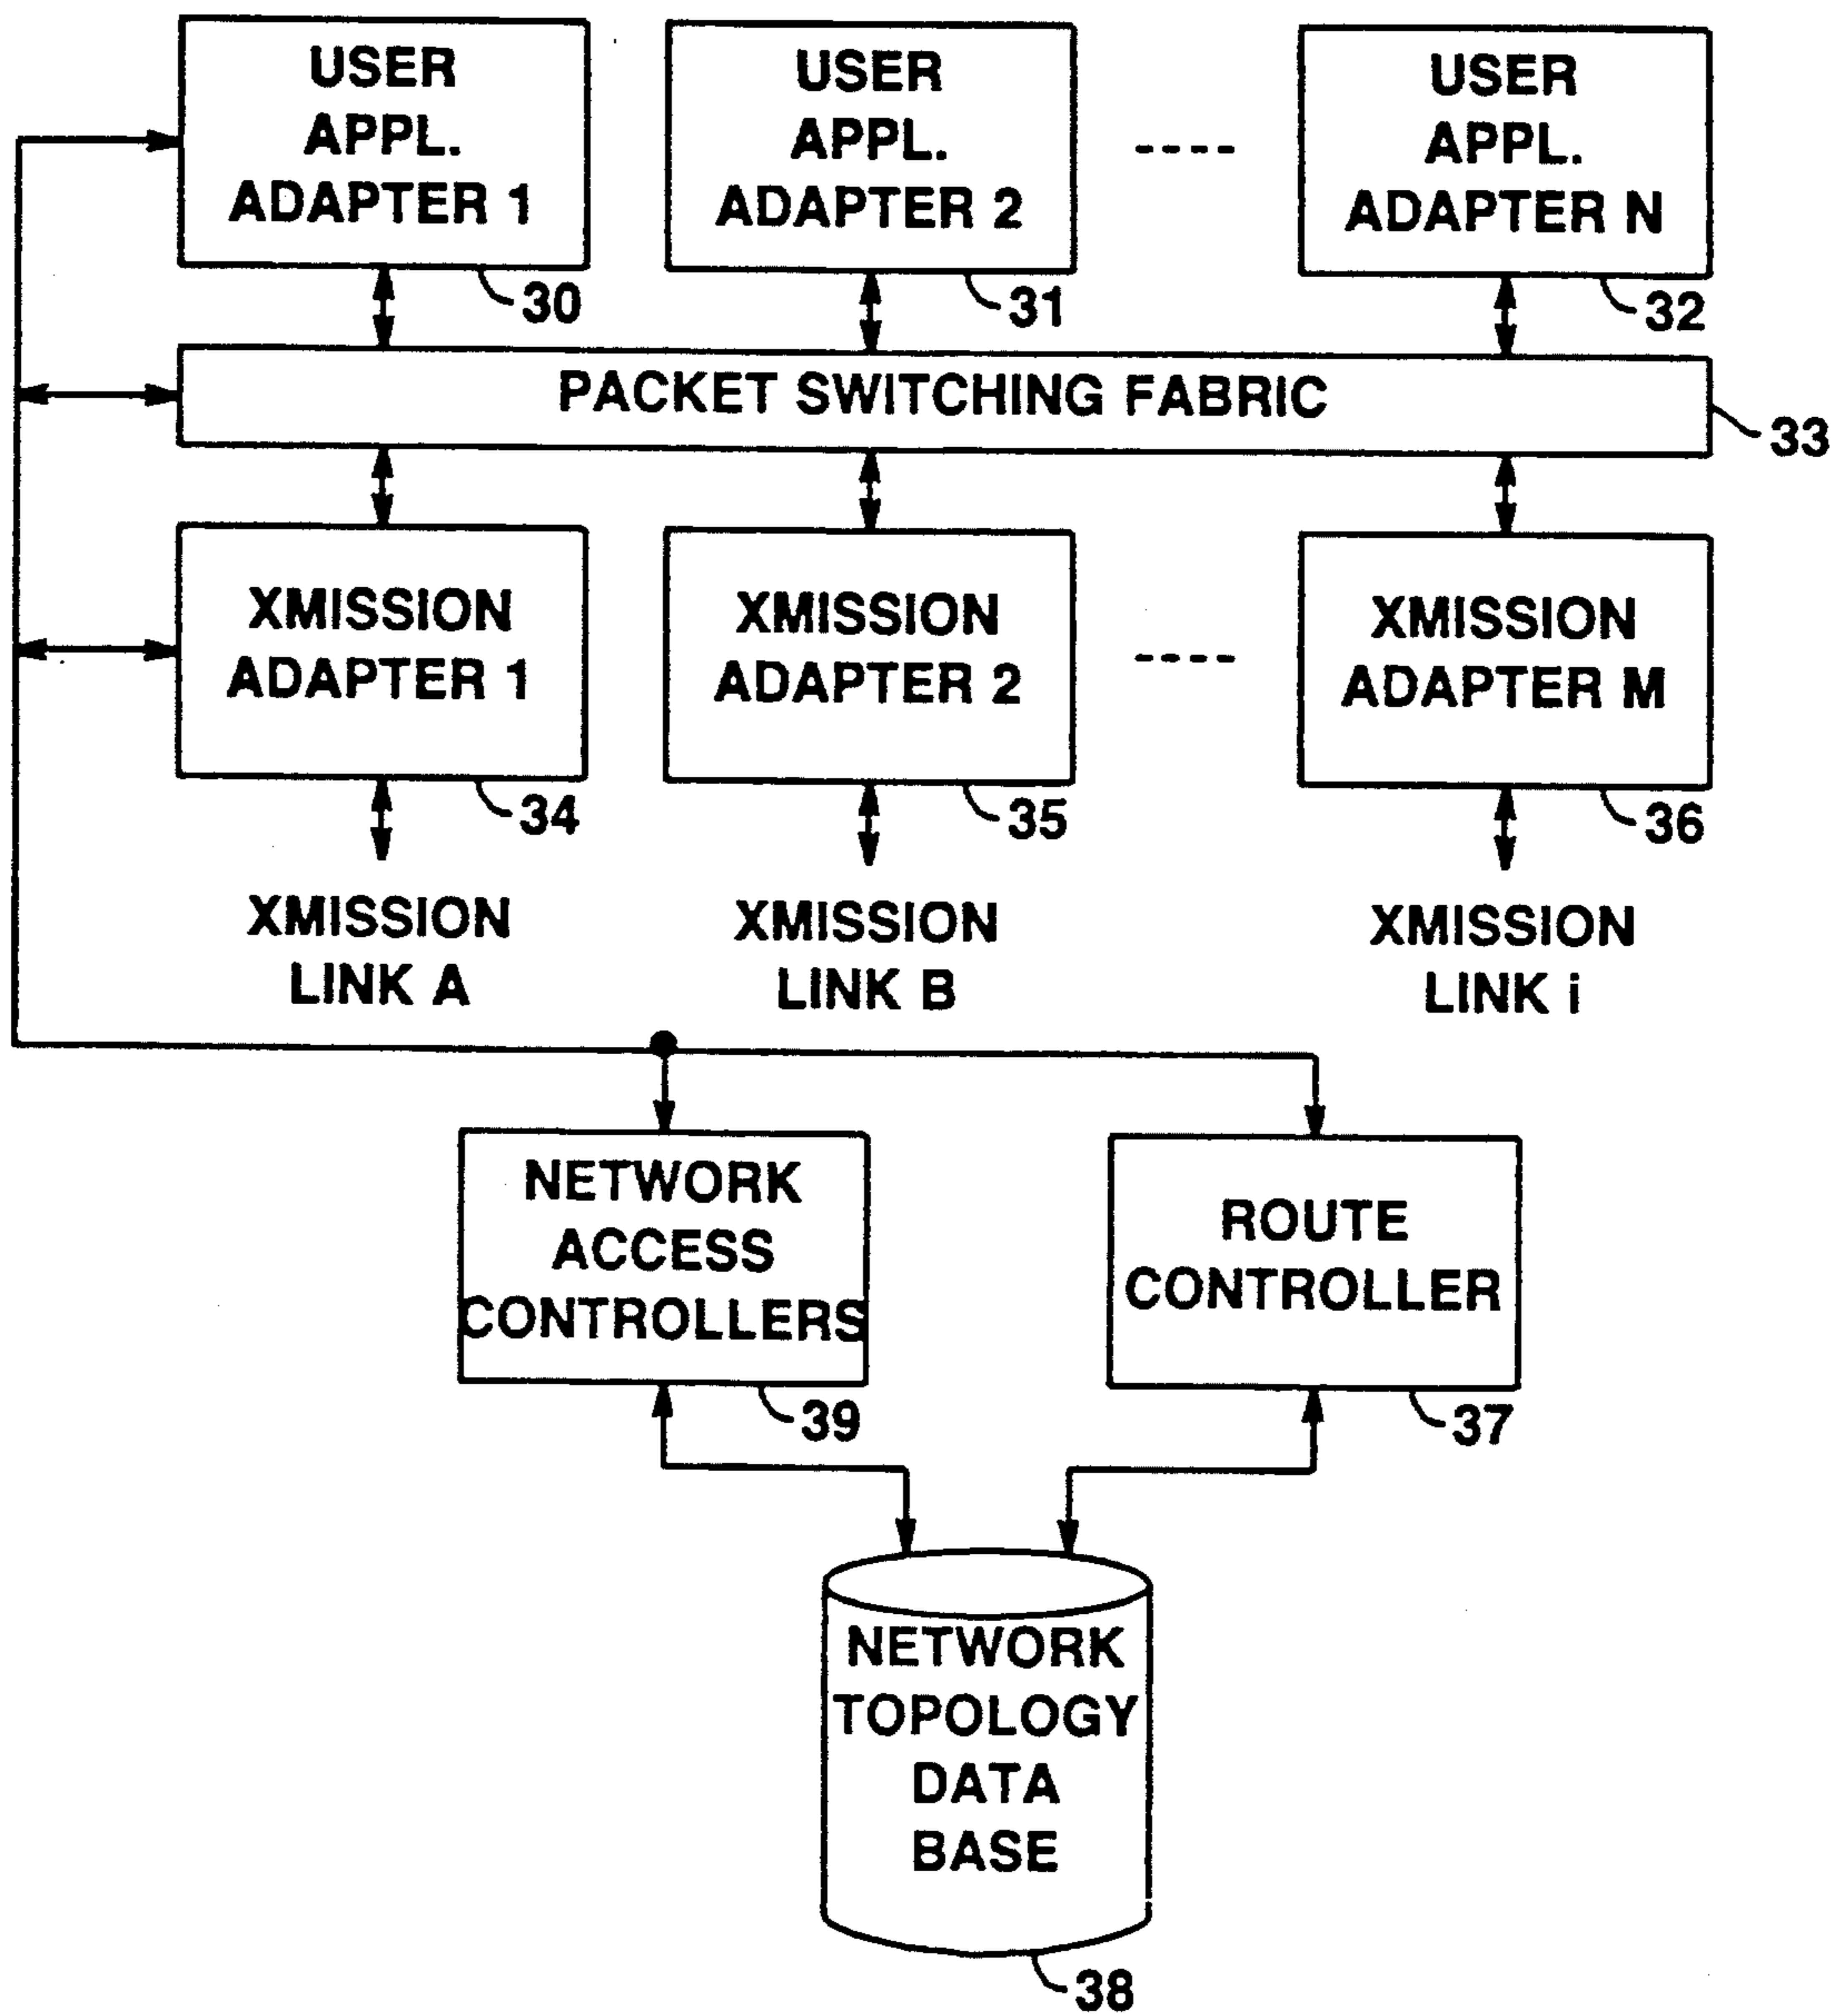 USER
APPL.
ADAPTER 1
30
USER
APPL.
ADAPTER 2
31
----
USER
APPL.
ADAPTER N
32
PACKET SWITCHING FABRIC
33
XMISSION
ADAPTER 1
34
XMISSION
ADAPTER 2
35
----
XMISSION
ADAPTER M
36
XMISSION
LINK A
XMISSION
LINK B
XMISSION
LINK i
NETWORK
ACCESS
CONTROLLERS
39
ROUTE
CONTROLLER
37
NETWORK
TOPOLOGY
DATA
BASE
38